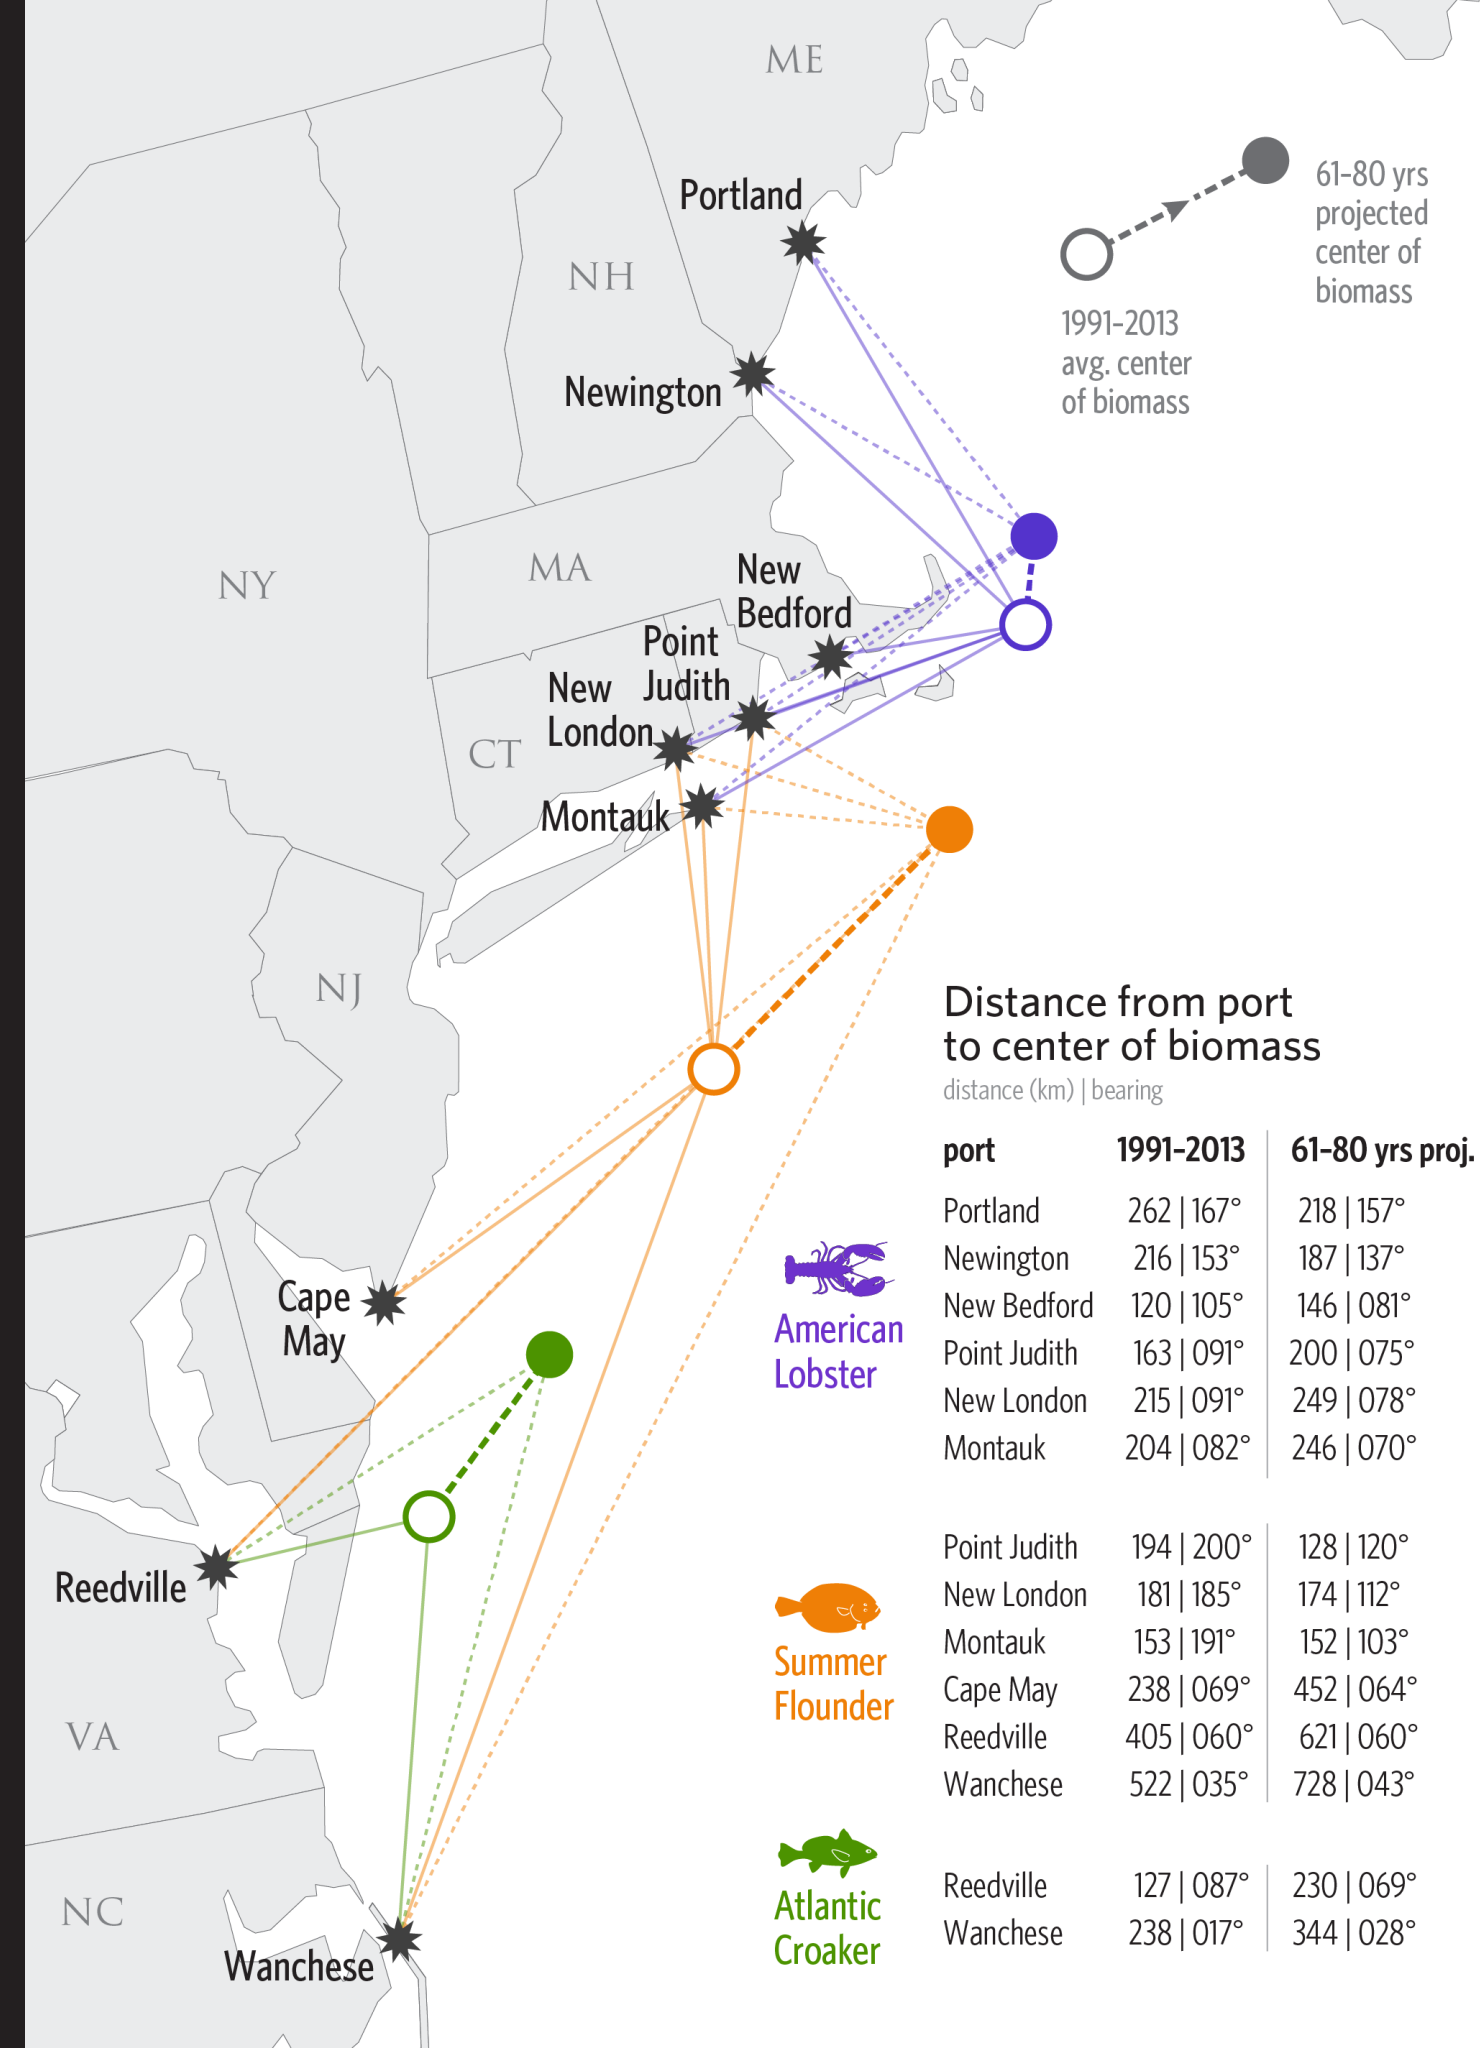 ME
Portland
61–80 yrs
projected
center of
biomass
NH
1991–2013
avg. center
of biomass
Newington
NY
MA
New
Bedford
Point
Judith
New
London
CT
Montauk
NJ
Distance from port
to center of biomass
distance (km) | bearing
port 1991–2013 61–80 yrs proj.
American
Lobster
Portland 262 | 167° 218 | 157°
Newington 216 | 153° 187 | 137°
New Bedford 120 | 105° 146 | 081°
Point Judith 163 | 091° 200 | 075°
New London 215 | 091° 249 | 078°
Montauk 204 | 082° 246 | 070°
Summer
Flounder
Point Judith 194 | 200° 128 | 120°
New London 181 | 185° 174 | 112°
Montauk 153 | 191° 152 | 103°
Cape May 238 | 069° 452 | 064°
Reedville 405 | 060° 621 | 060°
Wanchese 522 | 035° 728 | 043°
Atlantic
Croaker
Reedville 127 | 087° 230 | 069°
Wanchese 238 | 017° 344 | 028°
Cape
May
Reedville
VA
NC
Wanchese